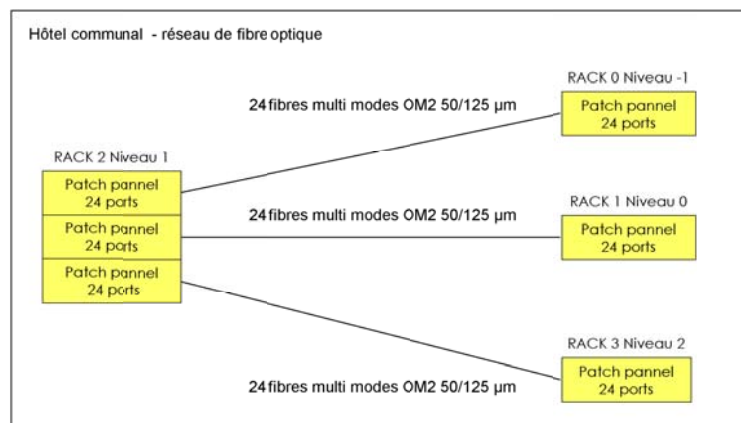 Hôtel communal - réseau de fibre optique
RACK 0 Niveau -1
24 fibres multi modes OM2 50/125 µm
Patch pannel
24 ports
RACK 2 Niveau 1
Patch pannel
24 ports
RACK 1 Niveau 0
24 fibres multi modes OM2 50/125 µm
Patch pannel
24 ports
Patch pannel
24 ports
Patch pannel
24 ports
RACK 3 Niveau 2
Patch pannel
24 ports
24 fibres multi modes OM2 50/125 µm